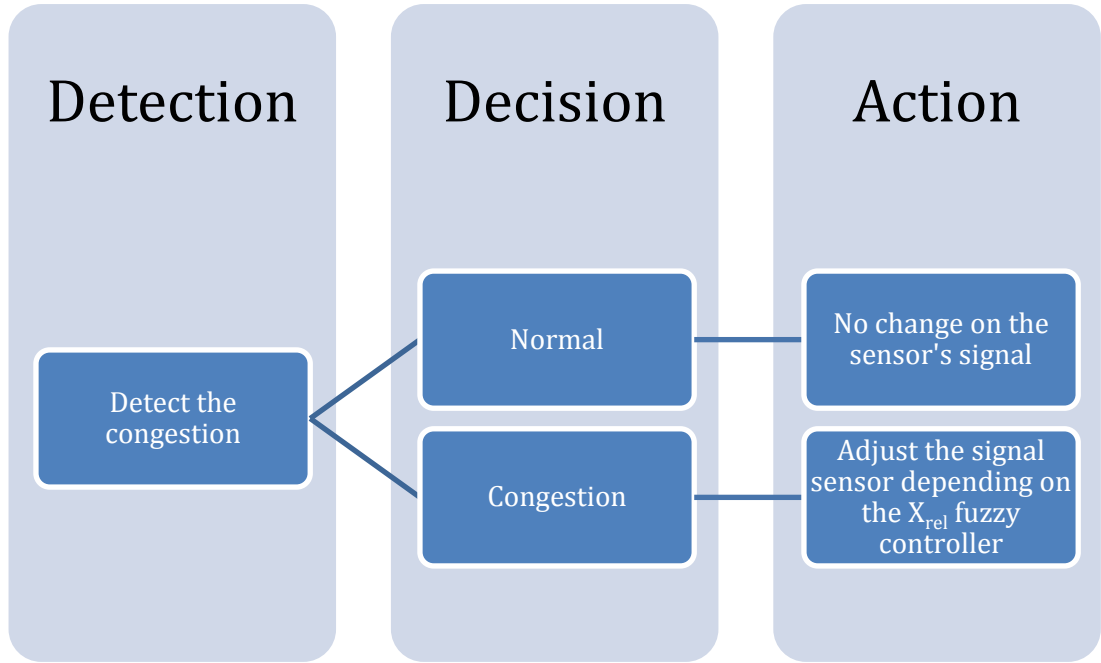 Detection
Decision
Action
Detect the
congestion
Normal
Congestion
No change on the
sensor's signal
Adjust the signal
sensor depending on
the Xrel fuzzy
controller